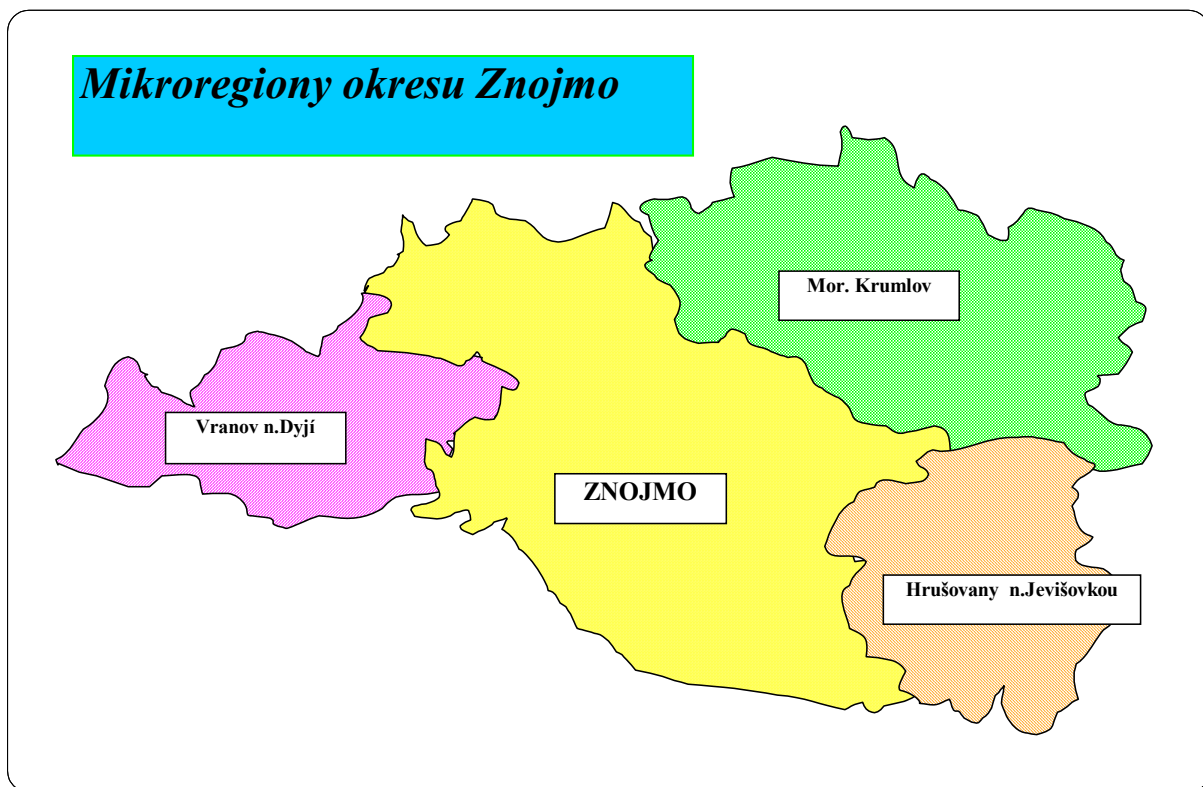 Mikroregiony okresu Znojmo
Mor. Krumlov
Vranov n.Dyjí
ZNOJMO
Hrušovany n.Jevišovkou